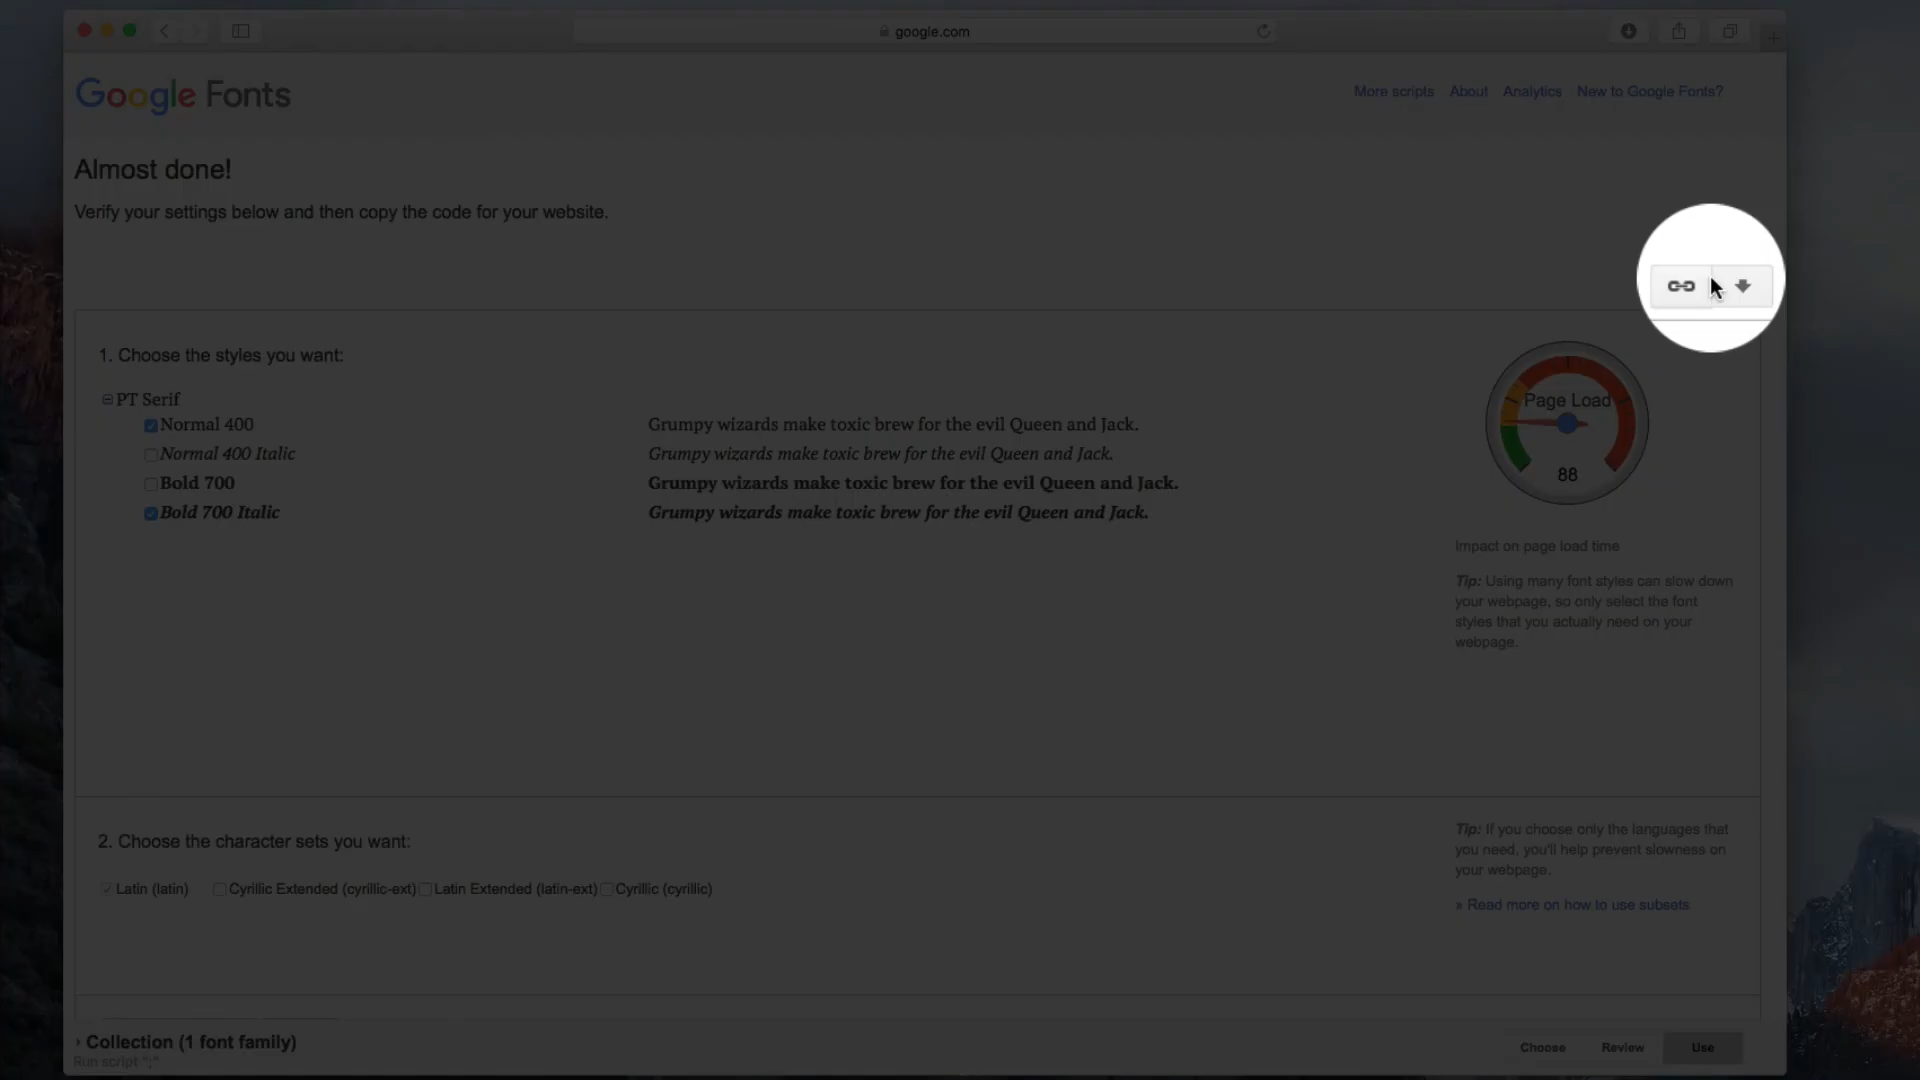 google.com
Google Fonts
More scripts About Analytics New to Google Fonts?
Almost done!
Verify your settings below and then copy the code for your website.
1. Choose the styles you want:
PT Serif
Normal 400 Grumpy wizards make toxic brew for the evil Queen and Jack.
Normal 400 Italic Grumpy wizards make toxic brew for the evil Queen and Jack.
Bold 700 Grumpy wizards make toxic brew for the evil Queen and Jack.
Bold 700 Italic Grumpy wizards make toxic brew for the evil Queen and Jack.
Page Load
88
Impact on page load time
Tip: Using many font styles can slow down
your webpage, so only select the font
styles that you actually need on your
webpage.
2. Choose the character sets you want:
Latin (latin) Cyrillic Extended (cyrillic-ext) Latin Extended (latin-ext) Cyrillic (cyrillic)
Tip: If you choose only the languages that
you need, you'll help prevent slowness on
your webpage.
» Read more on how to use subsets
Collection (1 font family)
Run script ";"
Choose Review Use